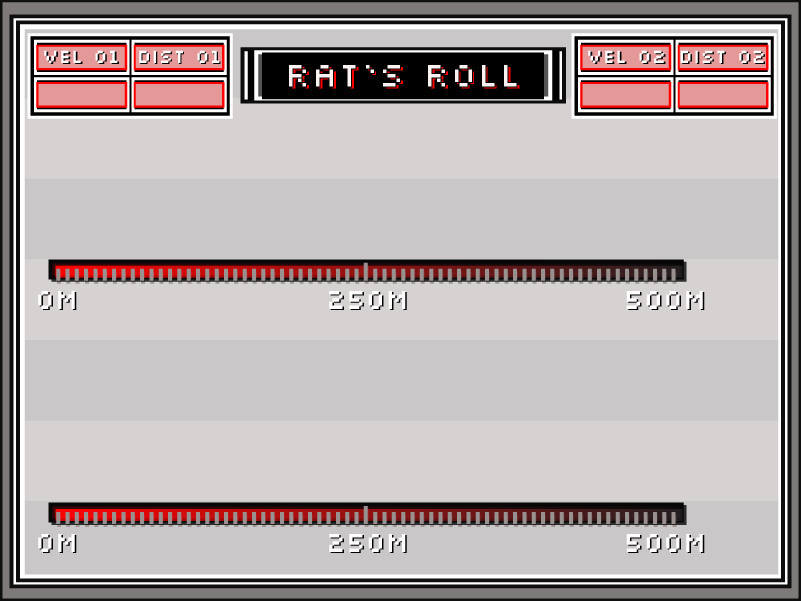 VEL 01 DIST 01
RAT`S ROLL
VEL 02 DIST 02
0M 250M 500M
0M 250M 500M